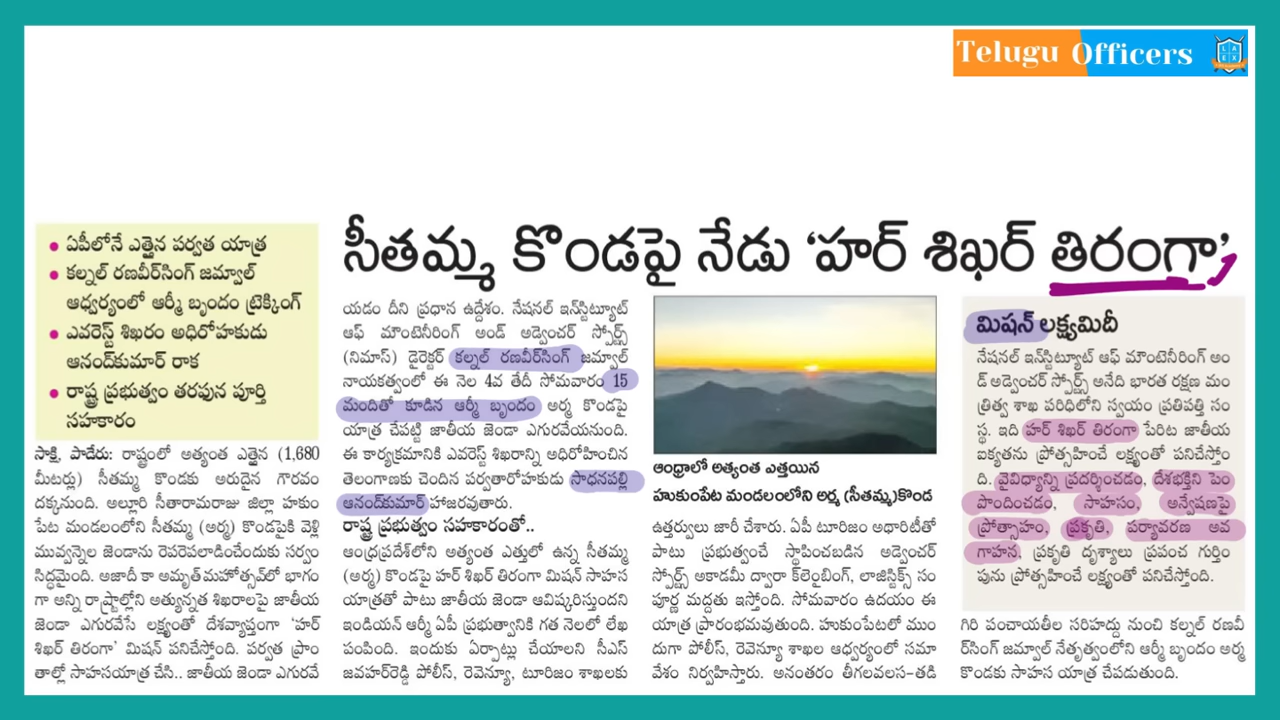 Telugu Officers
సీతమ్మ కొండపై నేడు ‘హర్ శిఖర్ తిరంగా’
• ఏపీలోనే ఎత్తైన పర్వత యాత్ర
• కల్నల్ రణవీర్‌సింగ్ జమ్వాల్
ఆధ్వర్యంలో ఆర్మీ బృందం ట్రెక్కింగ్
• ఎవరెస్ట్ శిఖరం అధిరోహకుడు
ఆనంద్‌కుమార్ రాక
• రాష్ట్ర ప్రభుత్వం తరఫున పూర్తి
సహకారం
సాక్షి, పాడేరు: రాష్ట్రంలో అత్యంత ఎత్తైన (1,680
మీటర్లు) సీతమ్మ కొండకు అరుదైన గౌరవం
దక్కనుంది. అల్లూరి సీతారామరాజు జిల్లా హుకుం
పేట మండలంలోని సీతమ్మ (అర్మ) కొండపైకి వెళ్లి
మువ్వన్నెల జెండాను రెపరెపలాడించేందుకు సర్వం
సిద్ధమైంది. అజాదీ కా అమృత్‌మహోత్సవ్‌లో భాగం
గా అన్ని రాష్ట్రాల్లోని అత్యున్నత శిఖరాలపై జాతీయ
జెండా ఎగురవేసే లక్ష్యంతో దేశవ్యాప్తంగా ‘హర్
శిఖర్ తిరంగా’ మిషన్ పనిచేస్తోంది. పర్వత ప్రాం
తాల్లో సాహసయాత్ర చేసి.. జాతీయ జెండా ఎగురవే
యడం దీని ప్రధాన ఉద్దేశం. నేషనల్ ఇన్‌స్టిట్యూట్
ఆఫ్ మౌంటెనీరింగ్ అండ్ అడ్వెంచర్ స్పోర్ట్స్
(నిమాస్) డైరెక్టర్ కల్నల్ రణవీర్‌సింగ్ జమ్వాల్
నాయకత్వంలో ఈ నెల 4వ తేదీ సోమవారం 15
మందితో కూడిన ఆర్మీ బృందం అర్మ కొండపై
యాత్ర చేపట్టి జాతీయ జెండా ఎగురవేయనుంది.
ఈ కార్యక్రమానికి ఎవరెస్ట్ శిఖరాన్ని అధిరోహించిన
తెలంగాణకు చెందిన పర్వతారోహకుడు సాధనపల్లి
ఆనంద్‌కుమార్ హాజరవుతారు.
రాష్ట్ర ప్రభుత్వం సహకారంతో..
ఆంధ్రప్రదేశ్‌లోని అత్యంత ఎత్తులో ఉన్న సీతమ్మ
(అర్మ) కొండపై హర్ శిఖర్ తిరంగా మిషన్ సాహస
యాత్రతో పాటు జాతీయ జెండా ఆవిష్కరిస్తుందని
ఇండియన్ ఆర్మీ ఏపీ ప్రభుత్వానికి గత నెలలో లేఖ
పంపింది. ఇందుకు ఏర్పాట్లు చేయాలని సీఎస్
జవహర్‌రెడ్డి పోలీస్, రెవెన్యూ, టూరిజం శాఖలకు
ఆంధ్రాలో అత్యంత ఎత్తయిన
హుకుంపేట మండలంలోని అర్మ (సీతమ్మ)కొండ
ఉత్తర్వులు జారీ చేశారు. ఏపీ టూరిజం అథారిటీతో
పాటు ప్రభుత్వంచే స్థాపించబడిన అడ్వెంచర్
స్పోర్ట్స్ అకాడమీ ద్వారా క్‌లైంబైంగ్, లాజిస్టిక్స్ సం
పూర్ణ మద్దతు ఇస్తోంది. సోమవారం ఉదయం ఈ
యాత్ర ప్రారంభమవుతుంది. హుకుంపేటలో ముం
దుగా పోలీస్, రెవెన్యూ శాఖల ఆధ్వర్యంలో సమా
వేశం నిర్వహిస్తారు. అనంతరం తీగలవలస–తడి
మిషన్ లక్ష్యమిదీ
నేషనల్ ఇన్‌స్టిట్యూట్ ఆఫ్ మౌంటెనీరింగ్ అం
డ్ అడ్వెంచర్ స్పోర్ట్స్ అనేది భారత రక్షణ మం
త్రిత్వ శాఖ పరిధిలోని స్వయం ప్రతిపత్తి సం
స్థ. ఇది హర్ శిఖర్ తిరంగా పేరిట జాతీయ
ఐక్యతను ప్రోత్సహించే లక్ష్యంతో పనిచేస్తోం
ది. వైవిధ్యాన్ని ప్రదర్శించడం, దేశభక్తిని పెం
పొందించడం, సాహసం, అన్వేషణపై
ప్రోత్సాహం, ప్రకృతి, పర్యావరణ అవ
గాహన, ప్రకృతి దృశ్యాలు ప్రపంచ గుర్తిం
పును ప్రోత్సహించే లక్ష్యంతో పనిచేస్తోంది.
గిరి పంచాయతీల సరిహద్దు నుంచి కల్నల్ రణవీ
ర్‌సింగ్ జమ్వాల్ నేతృత్వంలోని ఆర్మీ బృందం అర్మ
కొండకు సాహస యాత్ర చేపడుతుంది.